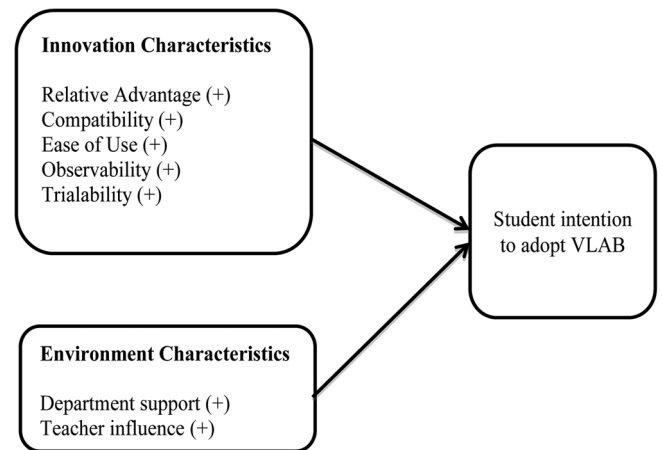 Innovation Characteristics
Relative Advantage (+)
Compatibility (+)
Ease of Use (+)
Observability (+)
Trialability (+)
Student intention
to adopt VLAB
Environment Characteristics
Department support (+)
Teacher influence (+)